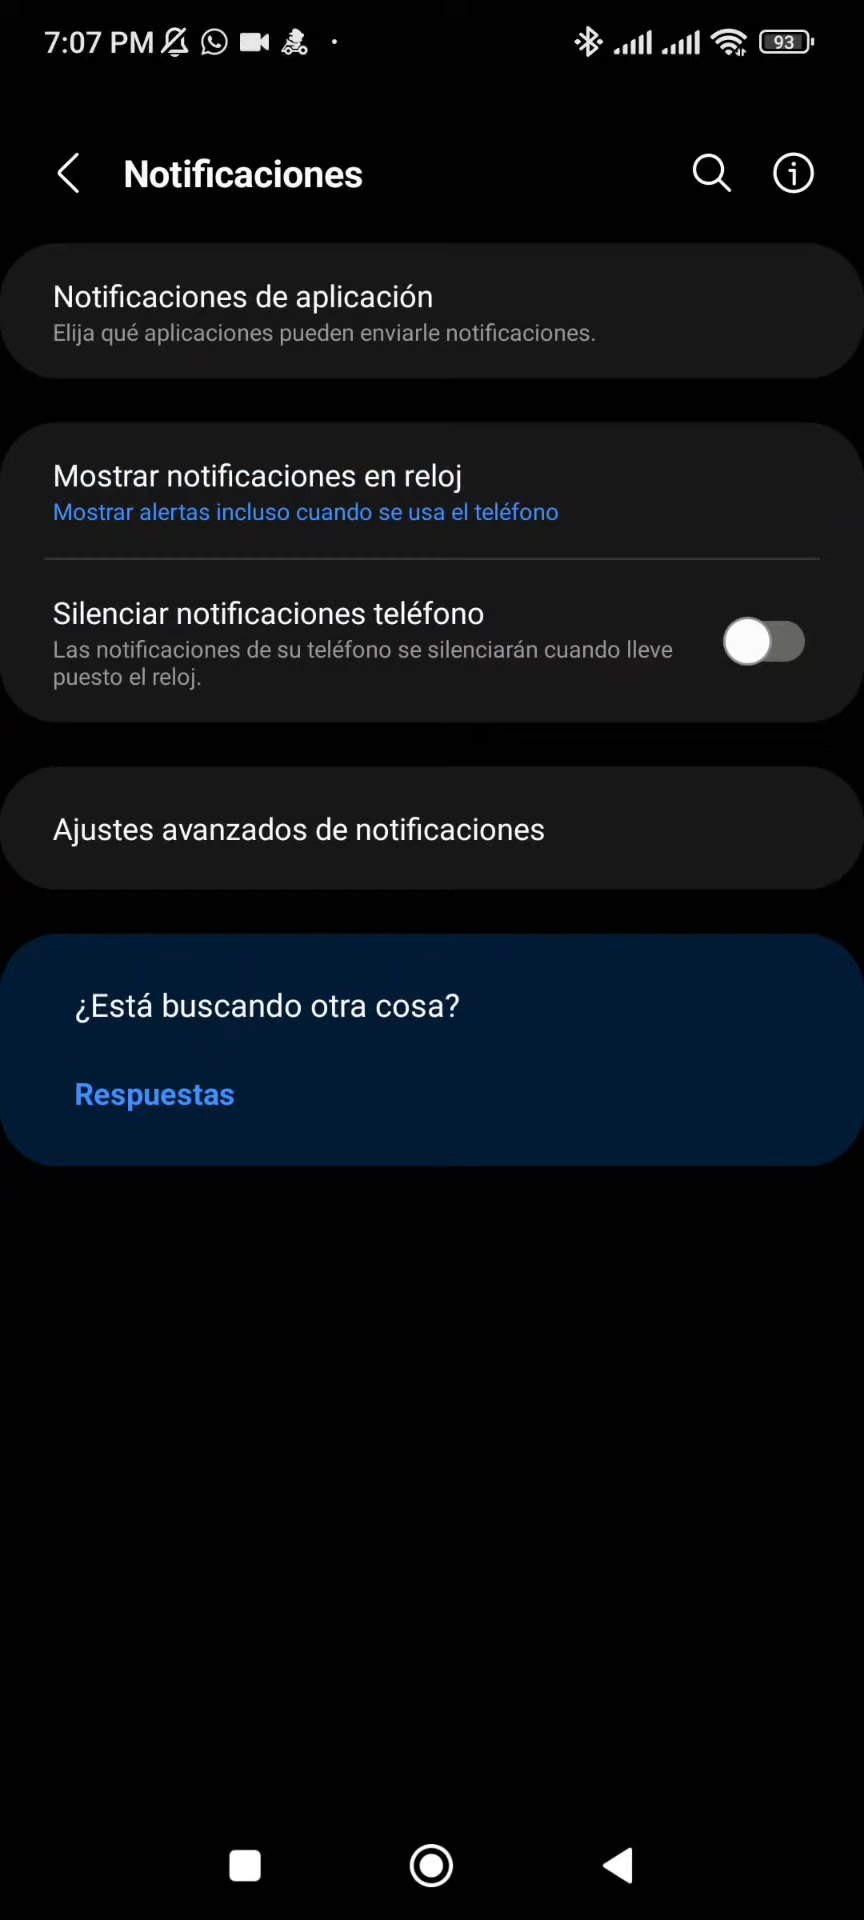 7:07 PM
93
Notificaciones
Notificaciones de aplicación
Elija qué aplicaciones pueden enviarle notificaciones.
Mostrar notificaciones en reloj
Mostrar alertas incluso cuando se usa el teléfono
Silenciar notificaciones teléfono
Las notificaciones de su teléfono se silenciarán cuando lleve
puesto el reloj.
Ajustes avanzados de notificaciones
¿Está buscando otra cosa?
Respuestas